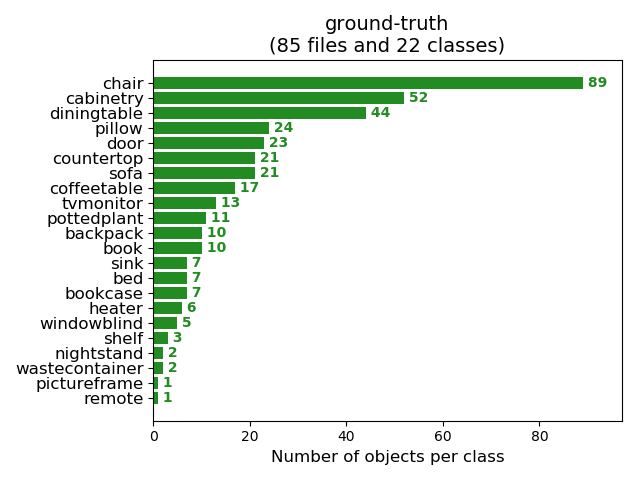 ground-truth
(85 files and 22 classes)
chair 89
cabinetry 52
diningtable 44
pillow 24
door 23
countertop 21
sofa 21
coffeetable 17
tvmonitor 13
pottedplant 11
backpack 10
book 10
sink 7
bed 7
bookcase 7
heater 6
windowblind 5
shelf 3
nightstand 2
wastecontainer 2
pictureframe 1
remote 1
0 20 40 60 80
Number of objects per class